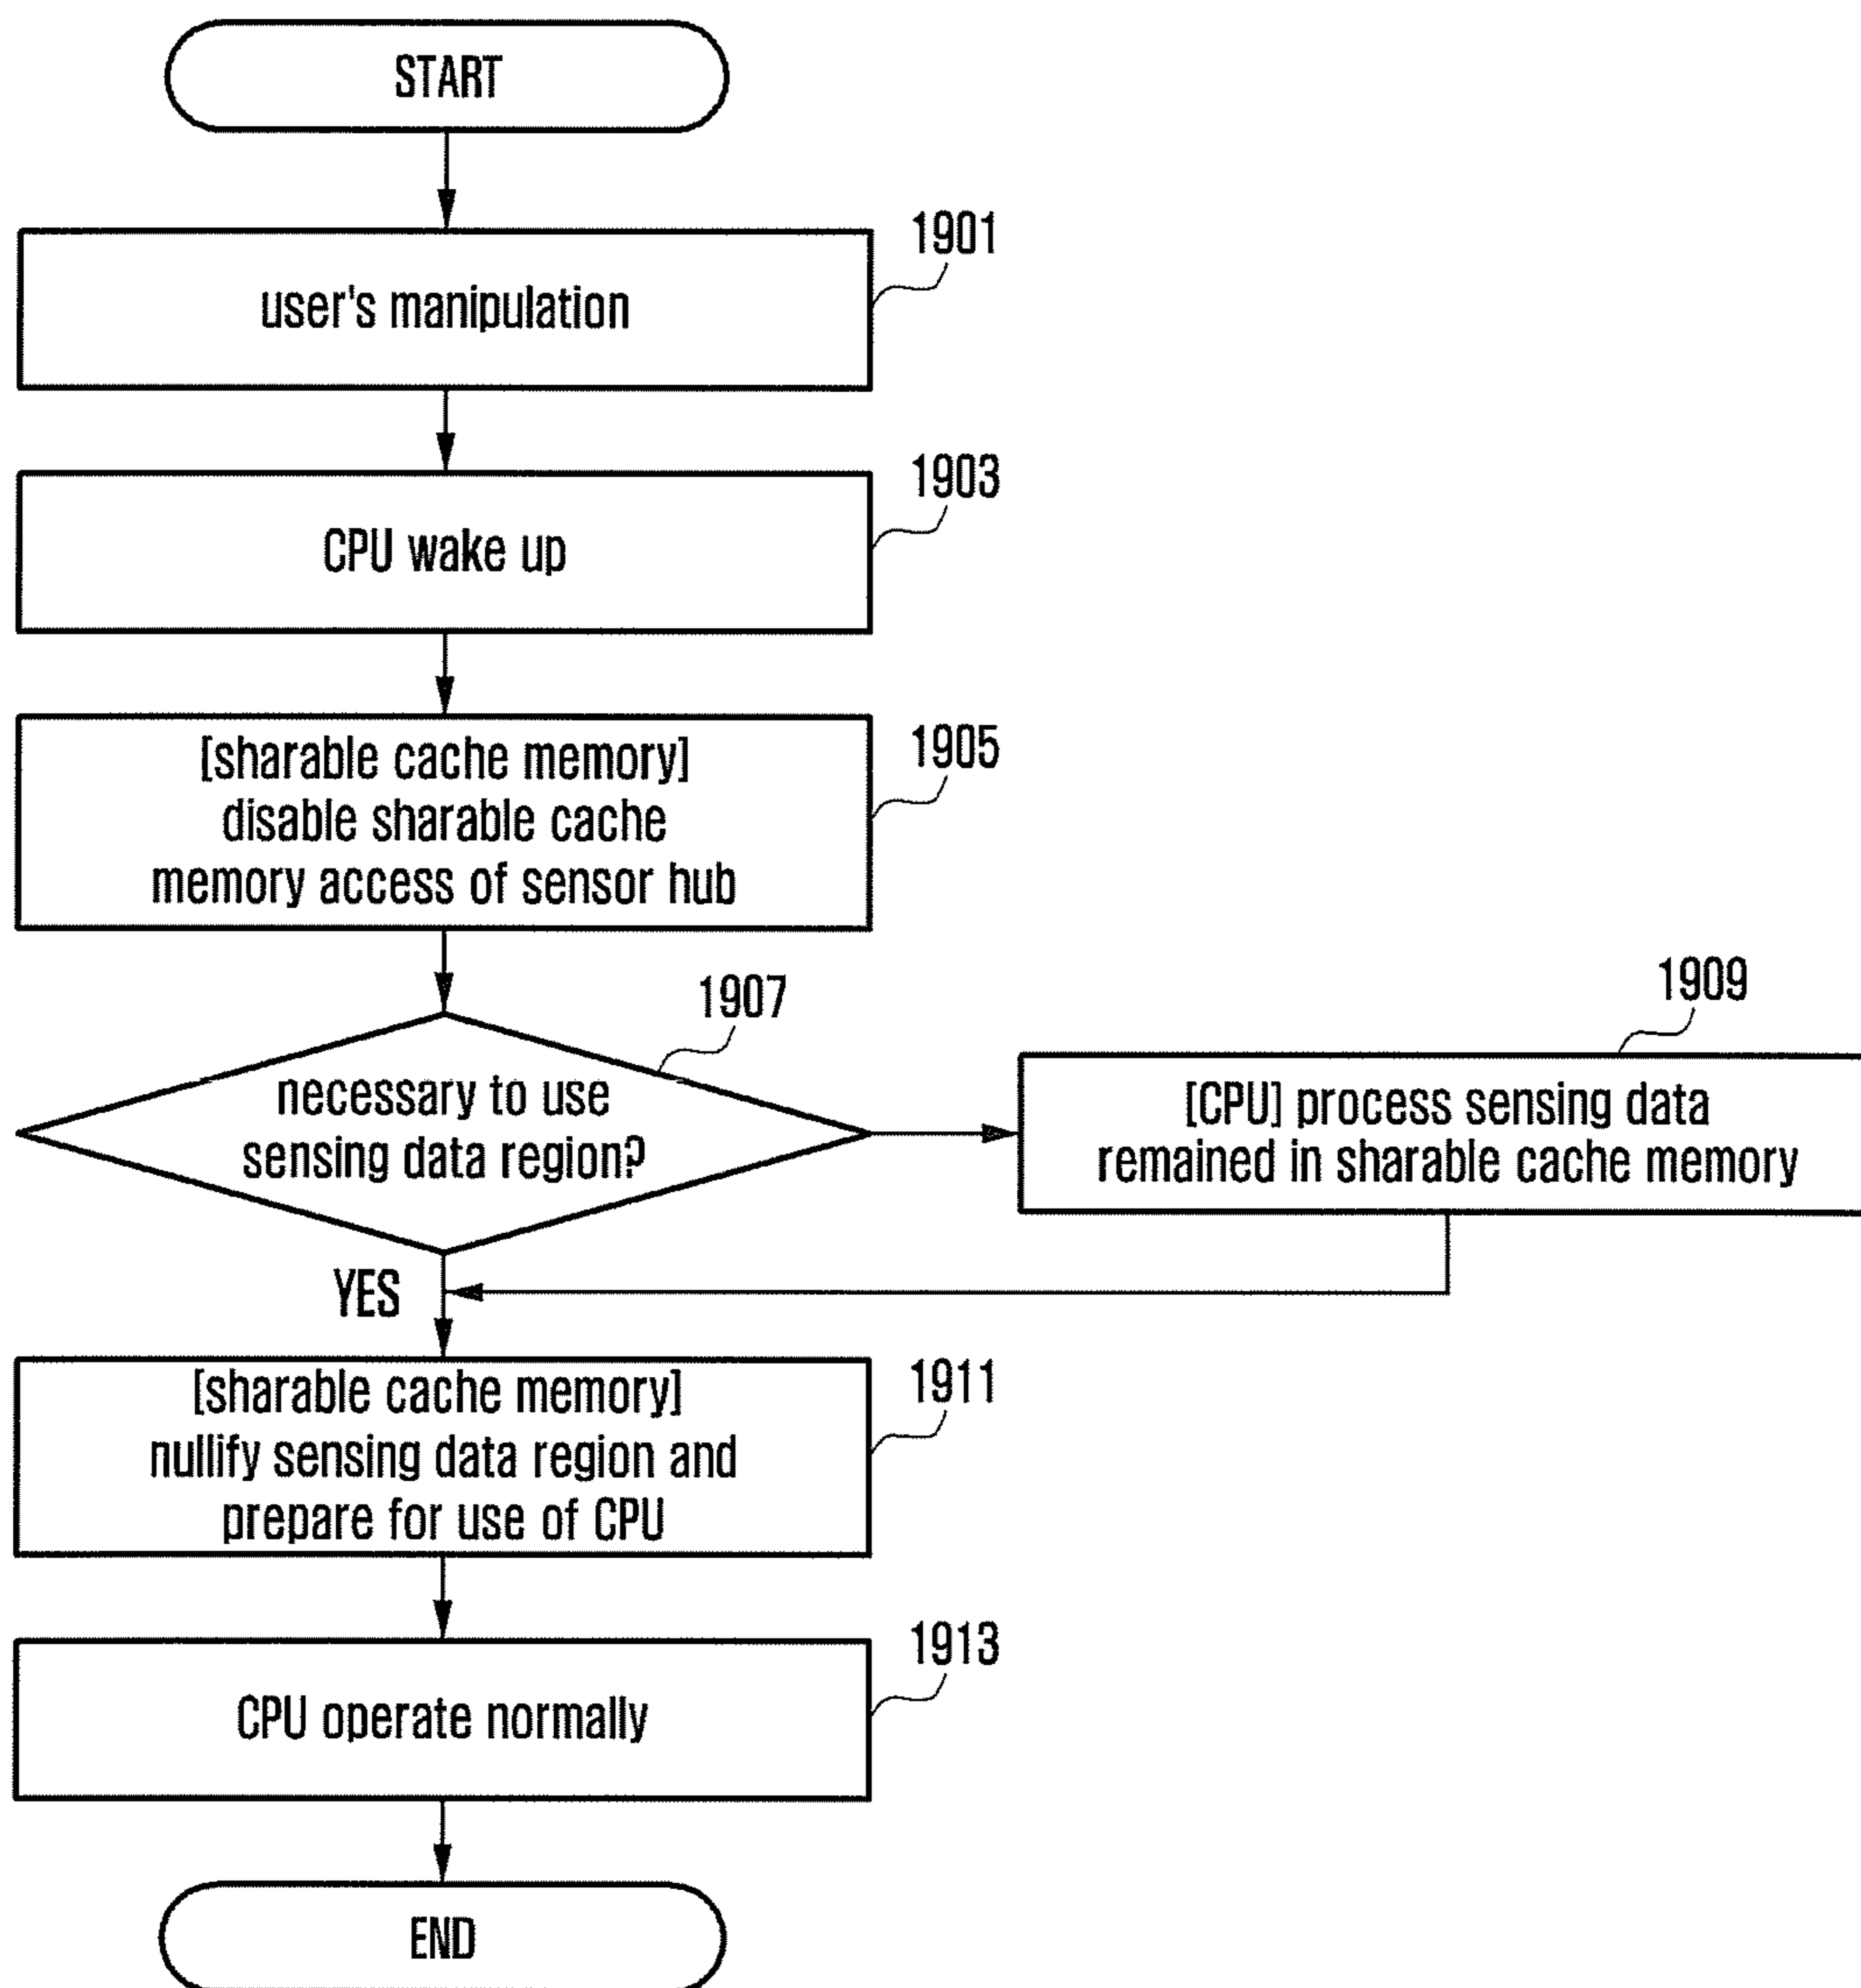 START
1901
user's manipulation
1903
CPU wake up
1905
[sharable cache memory]
disable sharable cache
memory access of sensor hub
1907
necessary to use
sensing data region?
1909
[CPU] process sensing data
remained in sharable cache memory
YES
1911
[sharable cache memory]
nullify sensing data region and
prepare for use of CPU
1913
CPU operate normally
END